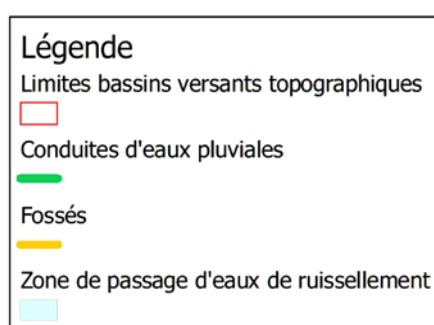 Légende
Limites bassins versants topographiques
Conduites d'eaux pluviales
Fossés
Zone de passage d'eaux de ruissellement